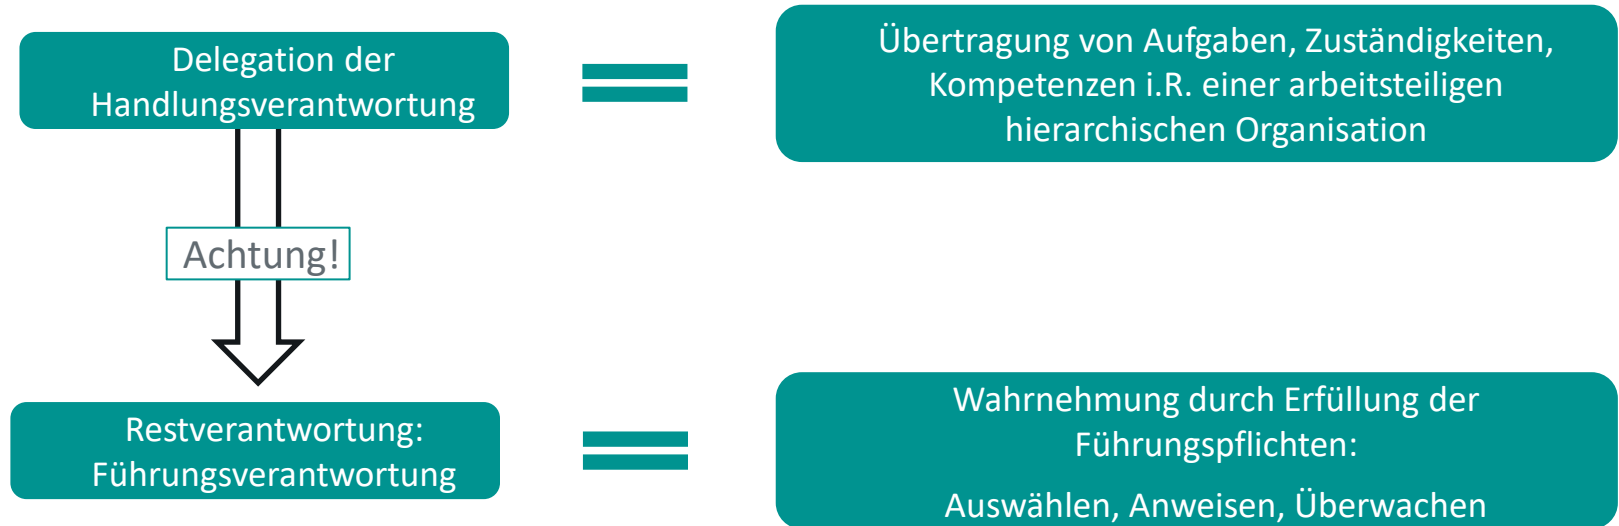 Delegation der
Handlungsverantwortung
Übertragung von Aufgaben, Zuständigkeiten,
Kompetenzen i.R. einer arbeitsteiligen
hierarchischen Organisation
Achtung!
Restverantwortung:
Führungsverantwortung
Wahrnehmung durch Erfüllung der
Führungspflichten:
Auswählen, Anweisen, Überwachen